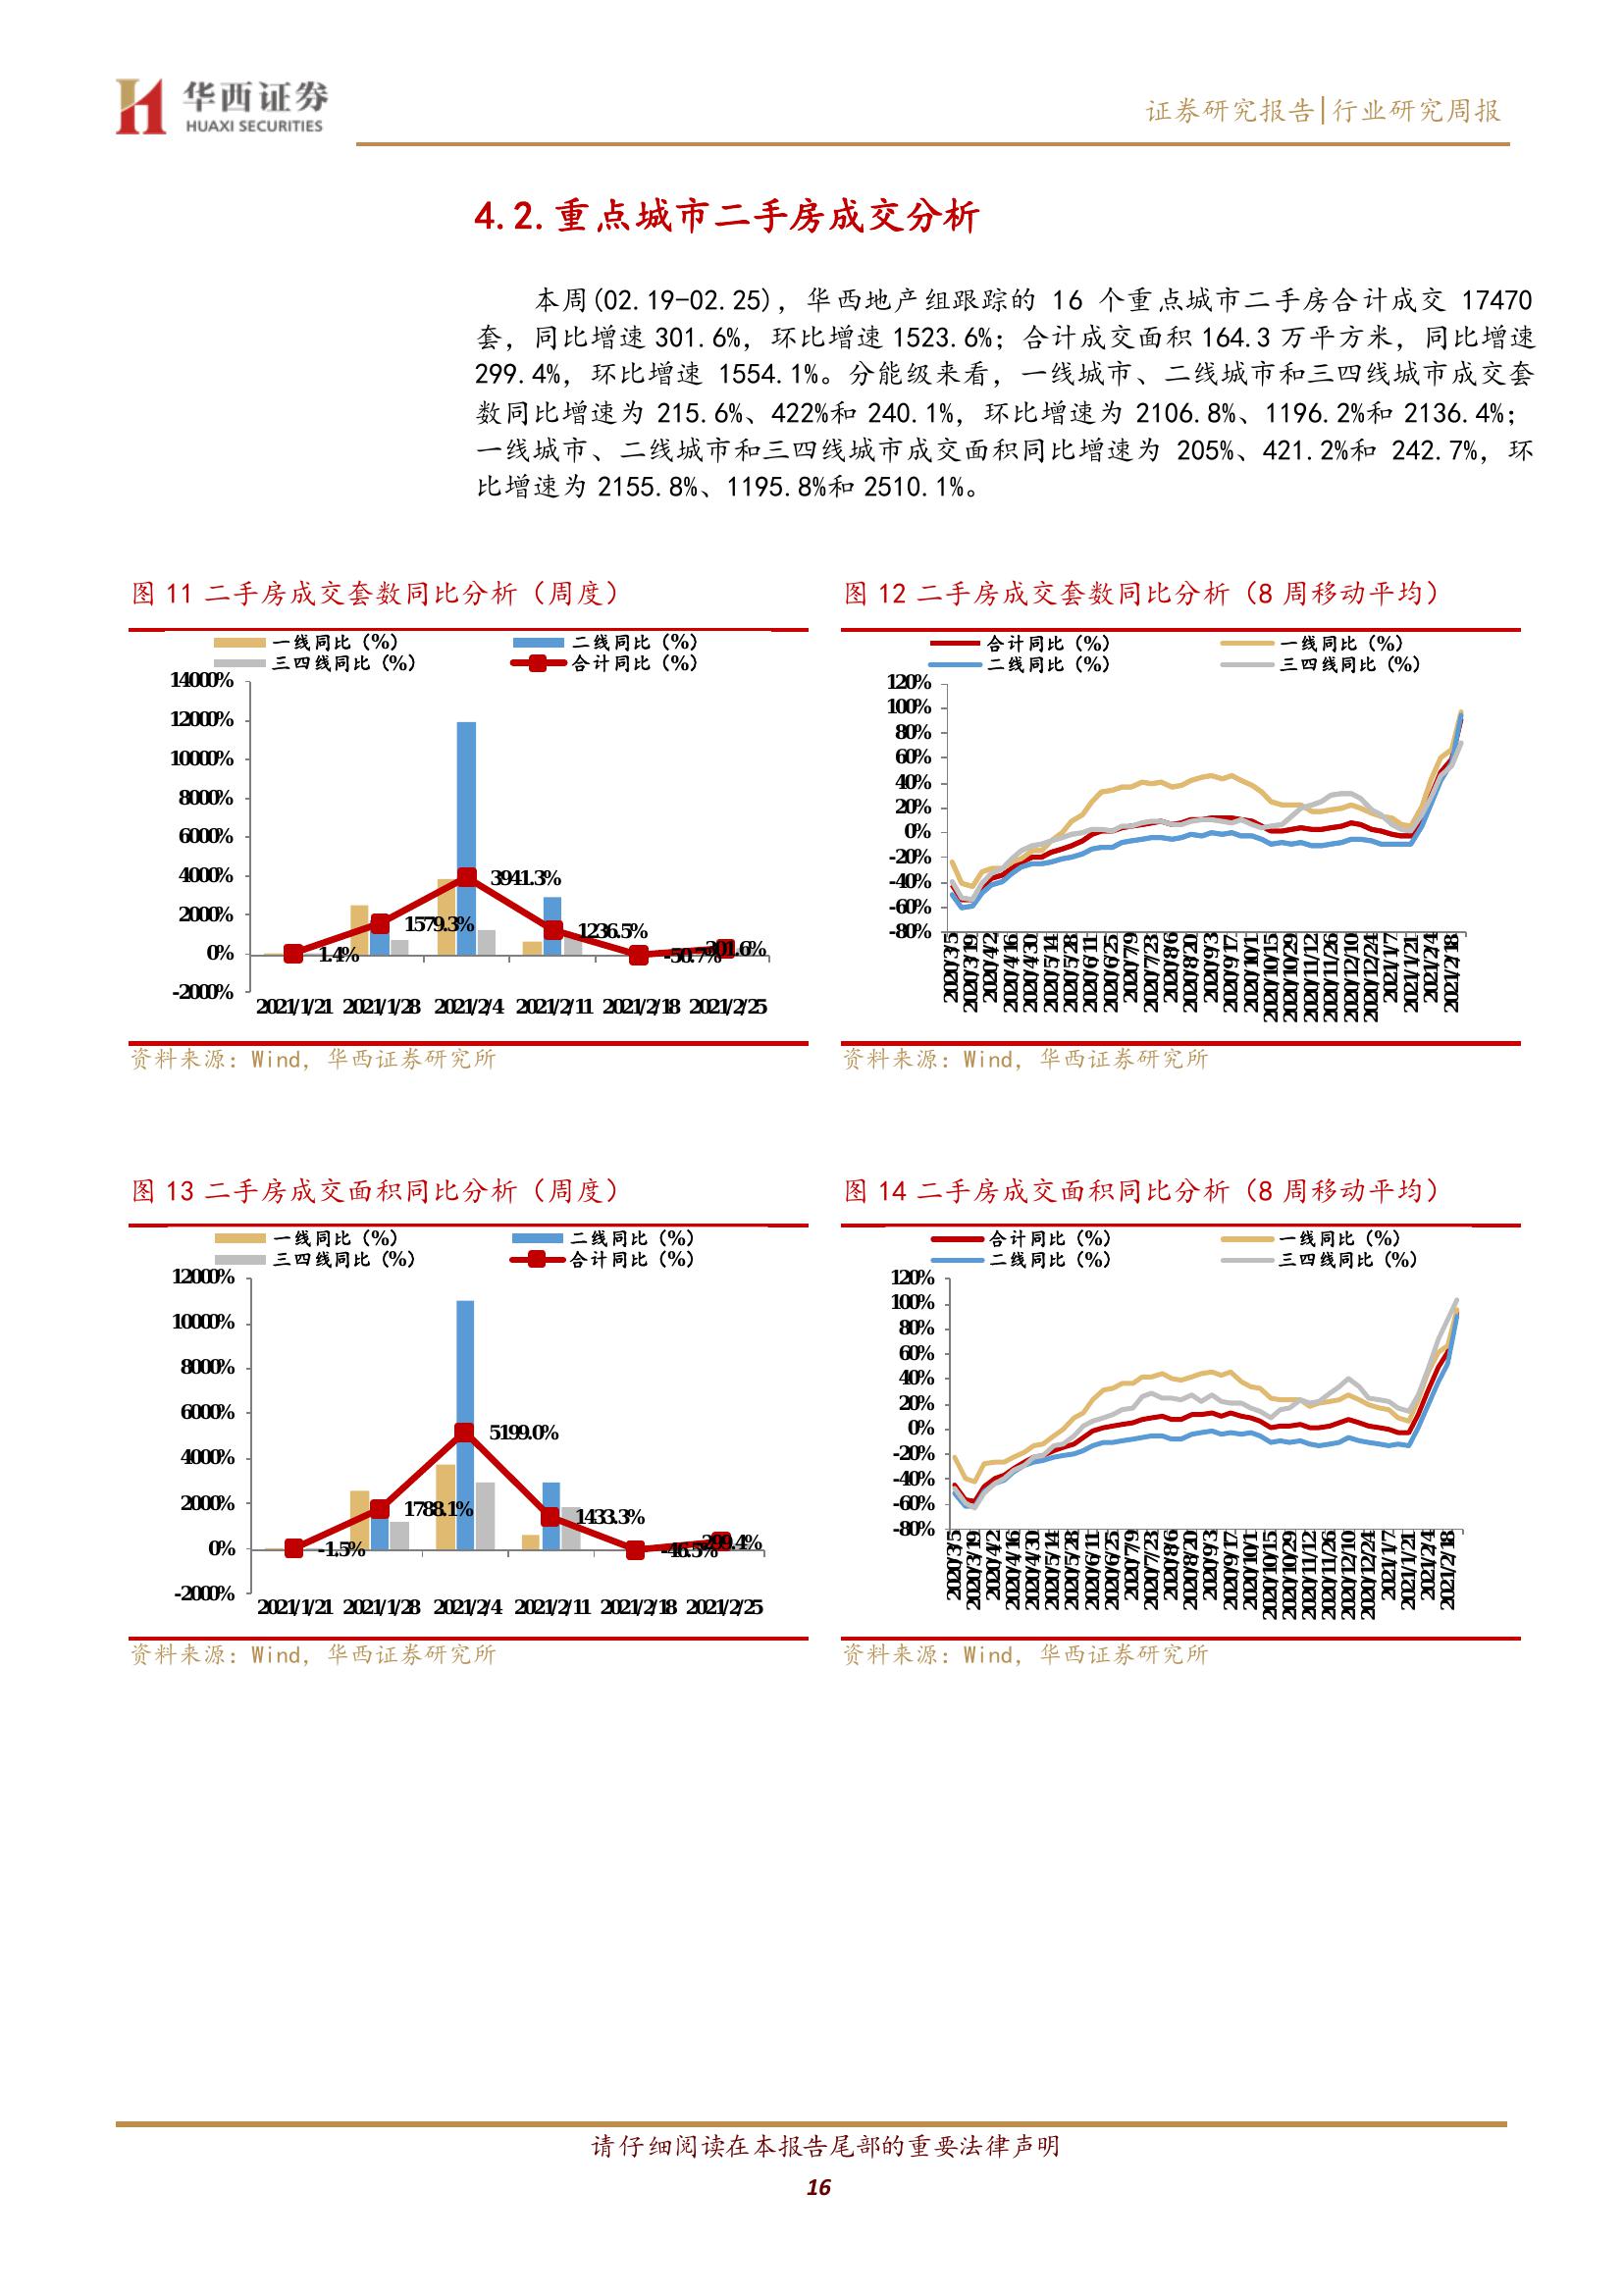 华西证券
HUAXI SECURITIES
证券研究报告|行业研究周报
4.2.重点城市二手房成交分析
本周(02.19-02.25)，华西地产组跟踪的 16 个重点城市二手房合计成交 17470
套，同比增速 301.6%，环比增速 1523.6%；合计成交面积 164.3 万平方米，同比增速
299.4%，环比增速 1554.1%。分能级来看，一线城市、二线城市和三四线城市成交套
数同比增速为 215.6%、422%和 240.1%，环比增速为 2106.8%、1196.2%和 2136.4%；
一线城市、二线城市和三四线城市成交面积同比增速为 205%、421.2%和 242.7%，环
比增速为 2155.8%、1195.8%和 2510.1%。
图 11 二手房成交套数同比分析（周度）
一线同比（%） 二线同比（%）
三四线同比（%） 合计同比（%）
14000%
12000%
10000%
8000%
6000%
4000%
2000%
0%
-2000%
1.4%
1579.3%
3941.3%
1236.5%
-50.7%
301.6%
2021/1/21 2021/1/28 2021/2/4 2021/2/11 2021/2/18 2021/2/25
资料来源：Wind，华西证券研究所
图 12 二手房成交套数同比分析（8 周移动平均）
合计同比（%） 一线同比（%）
二线同比（%） 三四线同比（%）
120%
100%
80%
60%
40%
20%
0%
-20%
-40%
-60%
-80%
2020/3/5 2020/3/19 2020/4/2 2020/4/16 2020/4/30 2020/5/14 2020/5/28 2020/6/11 2020/6/25 2020/7/9 2020/7/23 2020/8/6 2020/8/20 2020/9/3 2020/9/17 2020/10/1 2020/10/15 2020/10/29 2020/11/12 2020/11/26 2020/12/10 2020/12/24 2021/1/7 2021/1/21 2021/2/4 2021/2/18
资料来源：Wind，华西证券研究所
图 13 二手房成交面积同比分析（周度）
一线同比（%） 二线同比（%）
三四线同比（%） 合计同比（%）
12000%
10000%
8000%
6000%
4000%
2000%
0%
-2000%
-1.5%
1788.1%
5199.0%
1433.3%
-46.5%
299.4%
2021/1/21 2021/1/28 2021/2/4 2021/2/11 2021/2/18 2021/2/25
资料来源：Wind，华西证券研究所
图 14 二手房成交面积同比分析（8 周移动平均）
合计同比（%） 一线同比（%）
二线同比（%） 三四线同比（%）
120%
100%
80%
60%
40%
20%
0%
-20%
-40%
-60%
-80%
2020/3/5 2020/3/19 2020/4/2 2020/4/16 2020/4/30 2020/5/14 2020/5/28 2020/6/11 2020/6/25 2020/7/9 2020/7/23 2020/8/6 2020/8/20 2020/9/3 2020/9/17 2020/10/1 2020/10/15 2020/10/29 2020/11/12 2020/11/26 2020/12/10 2020/12/24 2021/1/7 2021/1/21 2021/2/4 2021/2/18
资料来源：Wind，华西证券研究所
请仔细阅读在本报告尾部的重要法律声明
16